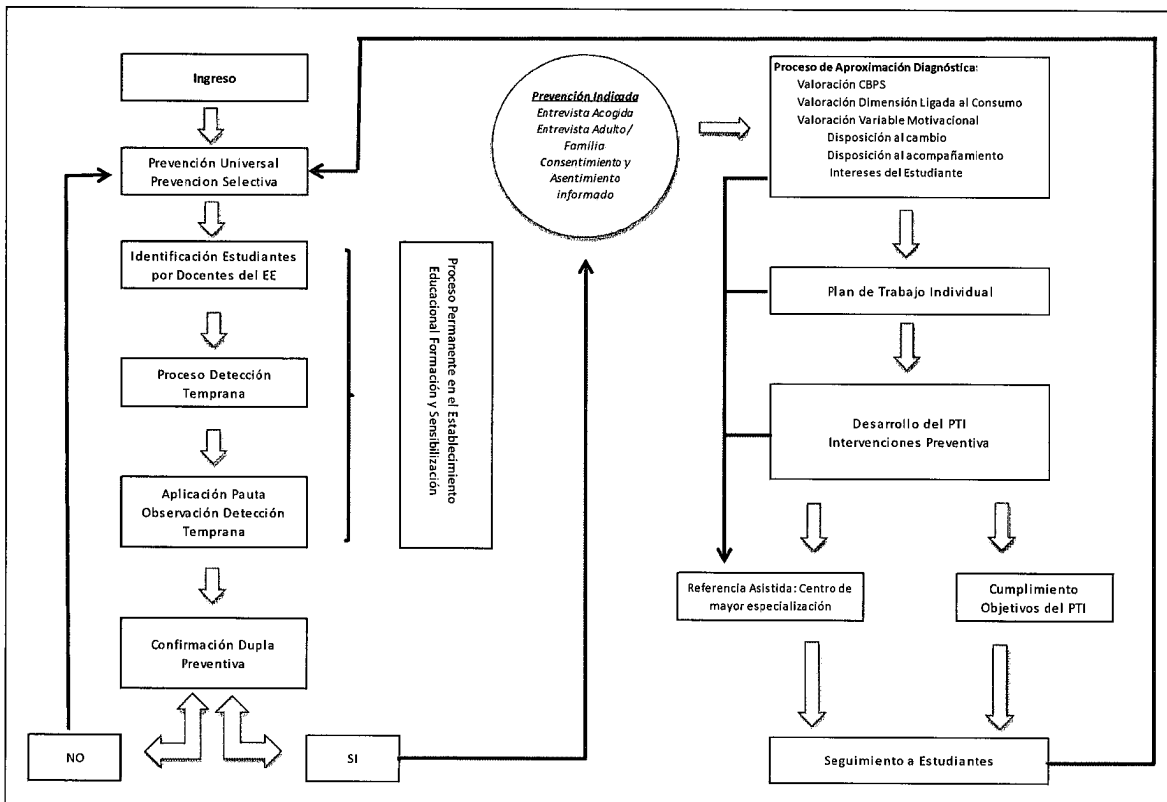 Ingreso
Prevención Universal
Prevencion Selectiva
Identificación Estudiantes
por Docentes del EE
Proceso Detección
Temprana
Aplicación Pauta
Observación Detección
Temprana
Confirmación Dupla
Preventiva
NO
SI
Proceso Permanente en el Establecimiento
Educacional Formación y Sensibilización
Prevención Indicada
Entrevista Acogida
Entrevista Adulto/
Familia
Consentimiento y
Asentimiento
informado
Proceso de Aproximación Diagnóstica:
Valoración CBPS
Valoración Dimensión Ligada al Consumo
Valoración Variable Motivacional
Disposición al cambio
Disposición al acompañamiento
Intereses del Estudiante
Plan de Trabajo Individual
Desarrollo del PTI
Intervenciones Preventiva
Referencia Asistida: Centro de
mayor especialización
Cumplimiento
Objetivos del PTI
Seguimiento a Estudiantes